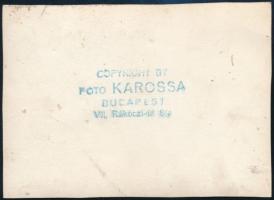 COPYRIGHT BY
FOTO KAROSSA
BUDAPEST
VII, Rákóczi-út